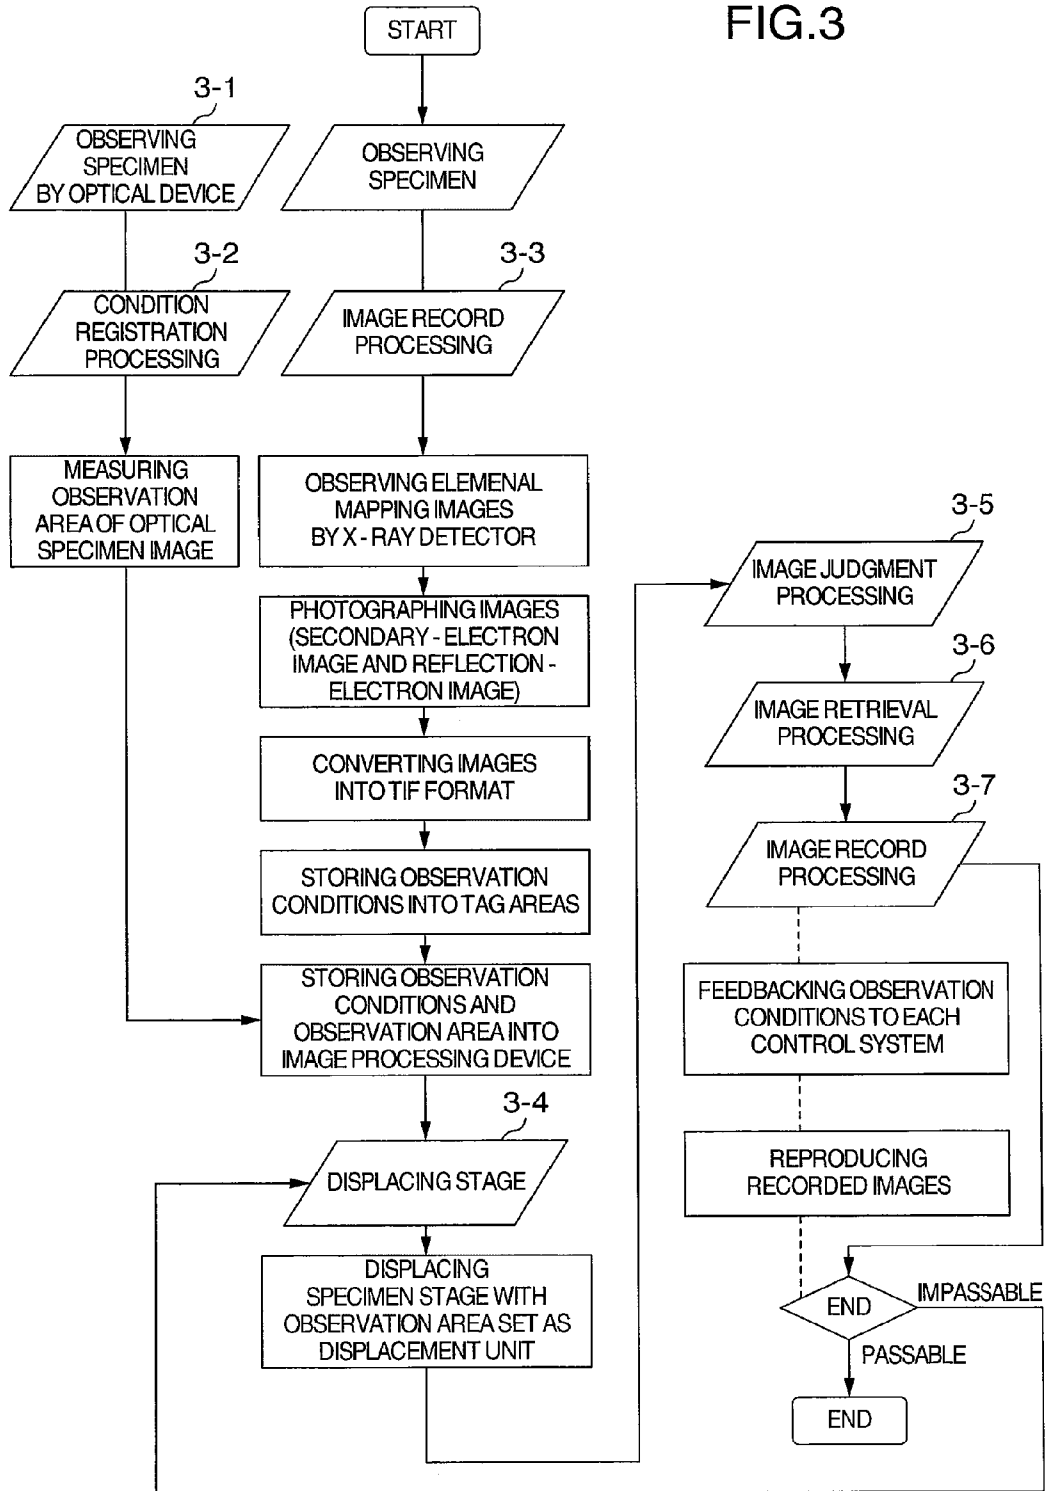 FIG.3
START
3-1
OBSERVING
SPECIMEN
BY OPTICAL DEVICE
OBSERVING
SPECIMEN
3-2
CONDITION
REGISTRATION
PROCESSING
3-3
IMAGE RECORD
PROCESSING
MEASURING
OBSERVATION
AREA OF OPTICAL
SPECIMEN IMAGE
OBSERVING ELEMENAL
MAPPING IMAGES
BY X - RAY DETECTOR
PHOTOGRAPHING IMAGES
(SECONDARY - ELECTRON
IMAGE AND REFLECTION -
ELECTRON IMAGE)
CONVERTING IMAGES
INTO TIF FORMAT
STORING OBSERVATION
CONDITIONS INTO TAG AREAS
STORING OBSERVATION
CONDITIONS AND
OBSERVATION AREA INTO
IMAGE PROCESSING DEVICE
3-4
DISPLACING STAGE
DISPLACING
SPECIMEN STAGE WITH
OBSERVATION AREA SET AS
DISPLACEMENT UNIT
3-5
IMAGE JUDGMENT
PROCESSING
3-6
IMAGE RETRIEVAL
PROCESSING
3-7
IMAGE RECORD
PROCESSING
FEEDBACKING OBSERVATION
CONDITIONS TO EACH
CONTROL SYSTEM
REPRODUCING
RECORDED IMAGES
END
IMPASSABLE
PASSABLE
END